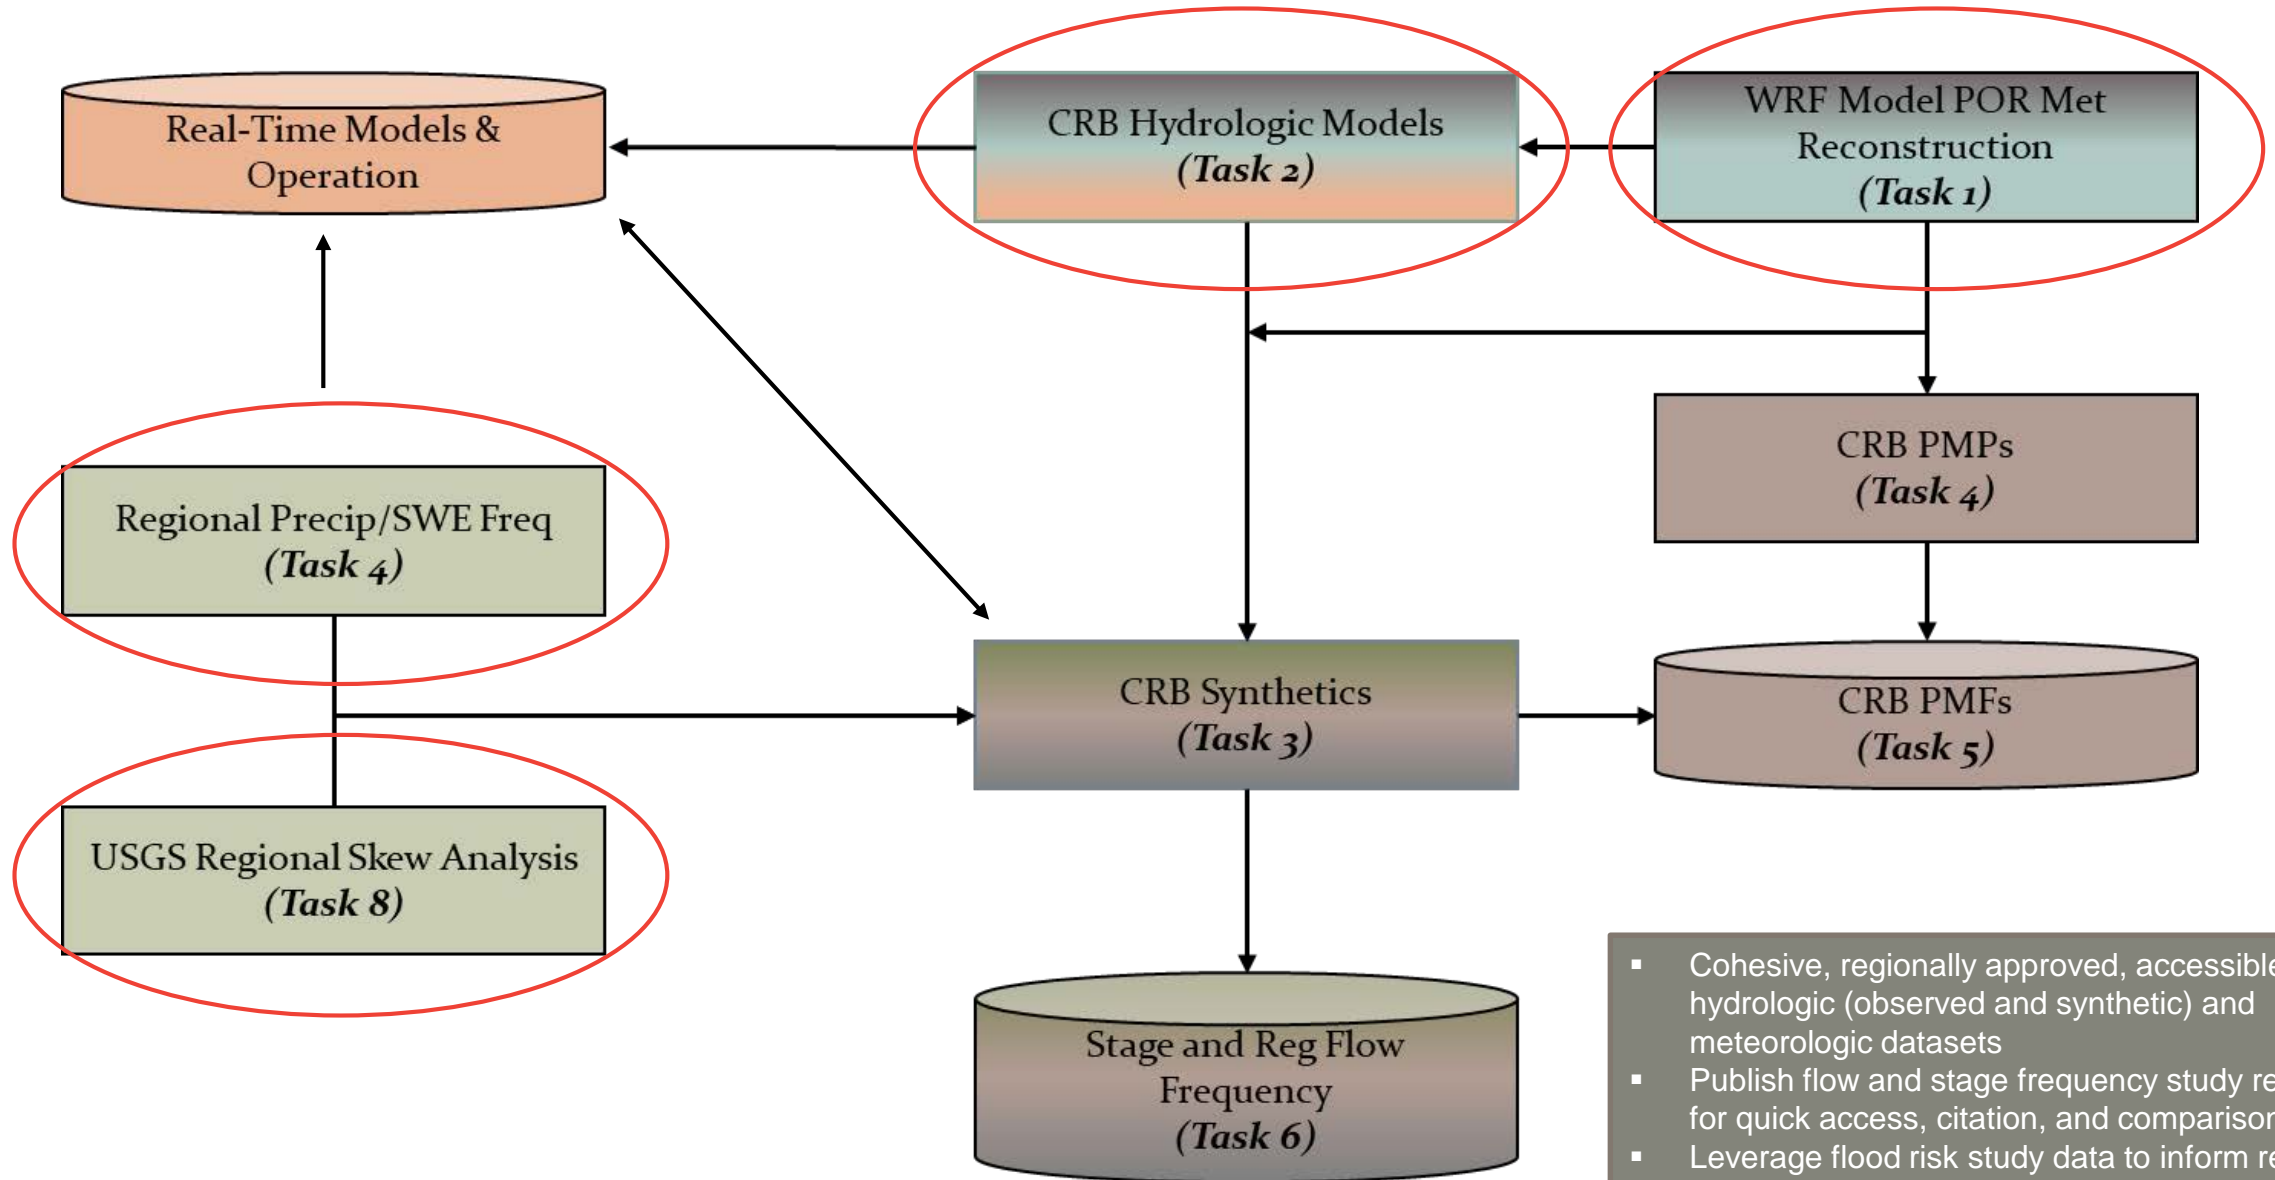 Real-Time Models &
Operation
CRB Hydrologic Models
(Task 2)
WRF Model POR Met
Reconstruction
(Task 1)
Regional Precip/SWE Freq
(Task 4)
CRB PMPs
(Task 4)
CRB Synthetics
(Task 3)
CRB PMFs
(Task 5)
USGS Regional Skew Analysis
(Task 8)
Stage and Reg Flow
Frequency
(Task 6)
▪ Cohesive, regionally approved, accessible
hydrologic (observed and synthetic) and
meteorologic datasets
▪ Publish flow and stage frequency study
for quick access, citation, and comparison
▪ Leverage flood risk study data to inform